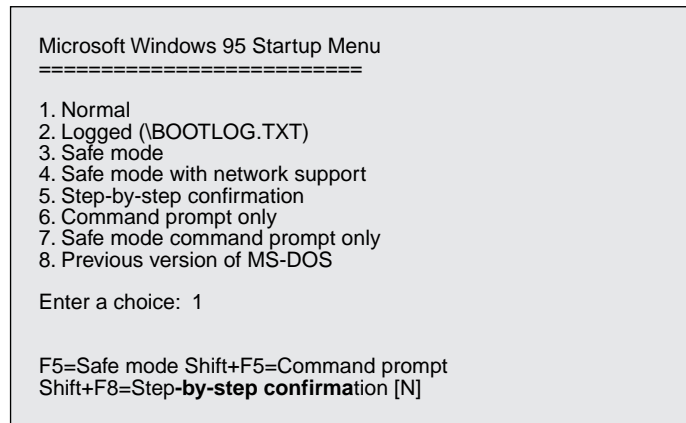 Microsoft Windows 95 Startup Menu
==========================
1. Normal
2. Logged (\BOOTLOG.TXT)
3. Safe mode
4. Safe mode with network support
5. Step-by-step confirmation
6. Command prompt only
7. Safe mode command prompt only
8. Previous version of MS-DOS
Enter a choice: 1
F5=Safe mode Shift+F5=Command prompt
Shift+F8=Step-by-step confirmation [N]